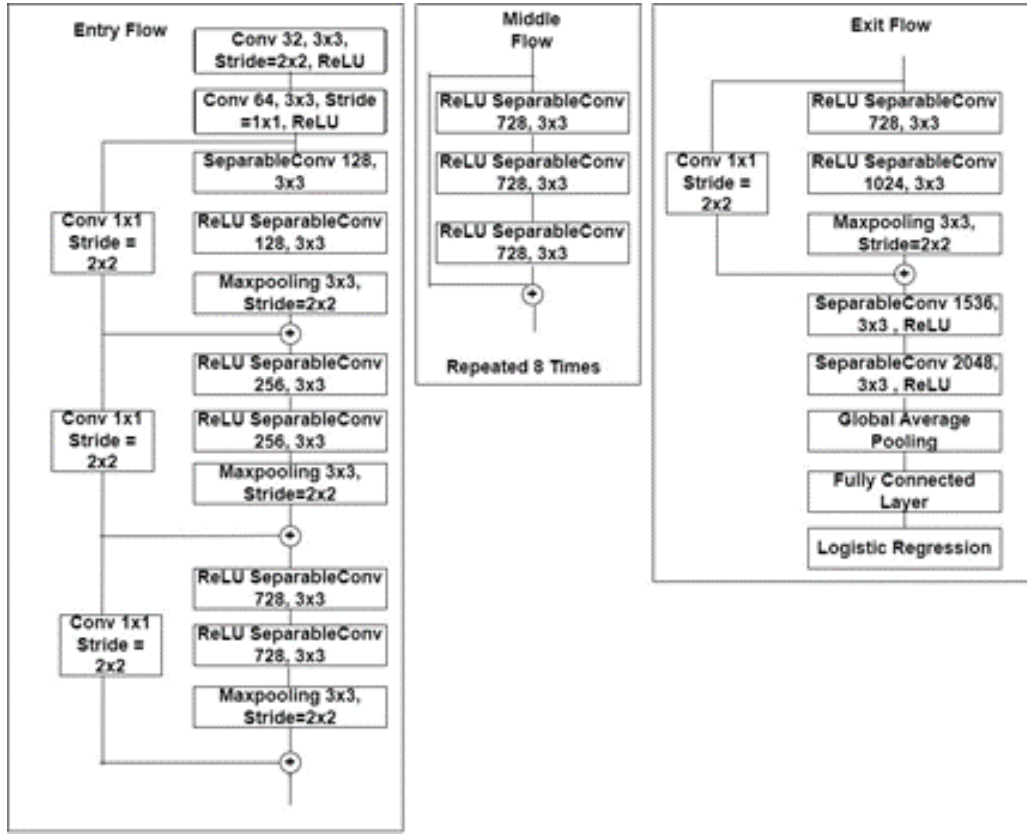 Entry Flow
Conv 32, 3x3,
Stride=2x2, ReLU
Conv 64, 3x3, Stride
=1x1, ReLU
SeparableConv 128,
3x3
Conv 1x1
Stride =
2x2
ReLU SeparableConv
128, 3x3
Maxpooling 3x3,
Stride=2x2
+
ReLU SeparableConv
256, 3x3
Conv 1x1
Stride =
2x2
ReLU SeparableConv
256, 3x3
Maxpooling 3x3,
Stride=2x2
+
ReLU SeparableConv
728, 3x3
Conv 1x1
Stride =
2x2
ReLU SeparableConv
728, 3x3
Maxpooling 3x3,
Stride=2x2
+
Middle
Flow
ReLU SeparableConv
728, 3x3
ReLU SeparableConv
728, 3x3
ReLU SeparableConv
728, 3x3
+
Repeated 8 Times
Exit Flow
ReLU SeparableConv
728, 3x3
Conv 1x1
Stride =
2x2
ReLU SeparableConv
1024, 3x3
Maxpooling 3x3,
Stride=2x2
+
SeparableConv 1536,
3x3 , ReLU
SeparableConv 2048,
3x3 , ReLU
Global Average
Pooling
Fully Connected
Layer
Logistic Regression